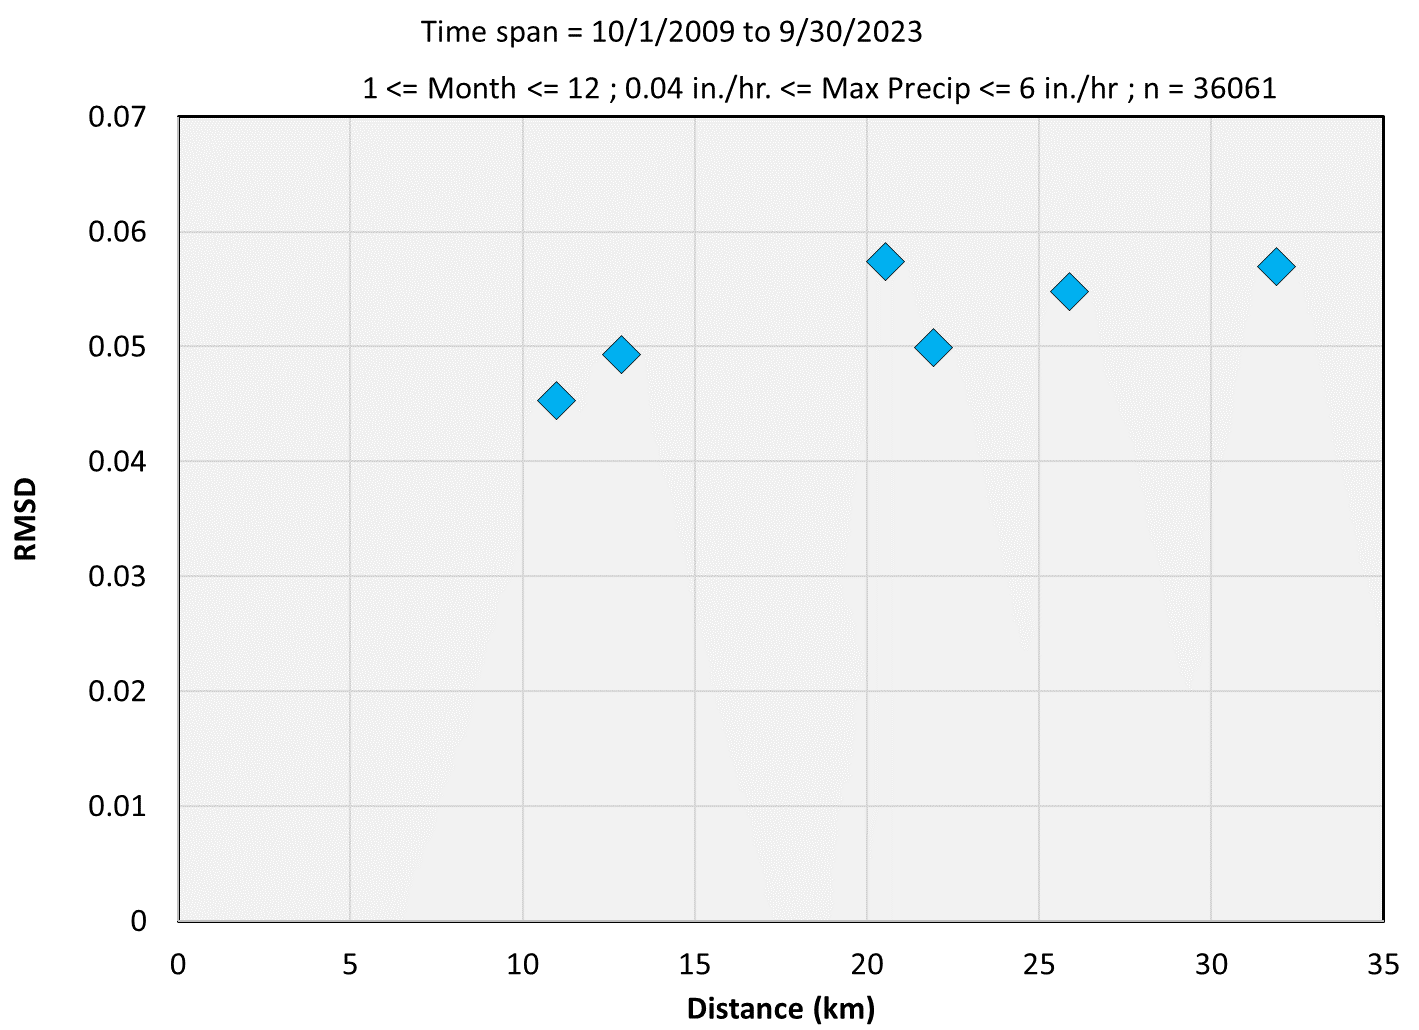 Time span = 10/1/2009 to 9/30/2023
1 <= Month <= 12 ; 0.04 in./hr. <= Max Precip <= 6 in./hr ; n = 36061
0.07
0.06
0.05
0.04
0.03
0.02
0.01
0
RMSD
0 5 10 15 20 25 30 35
Distance (km)